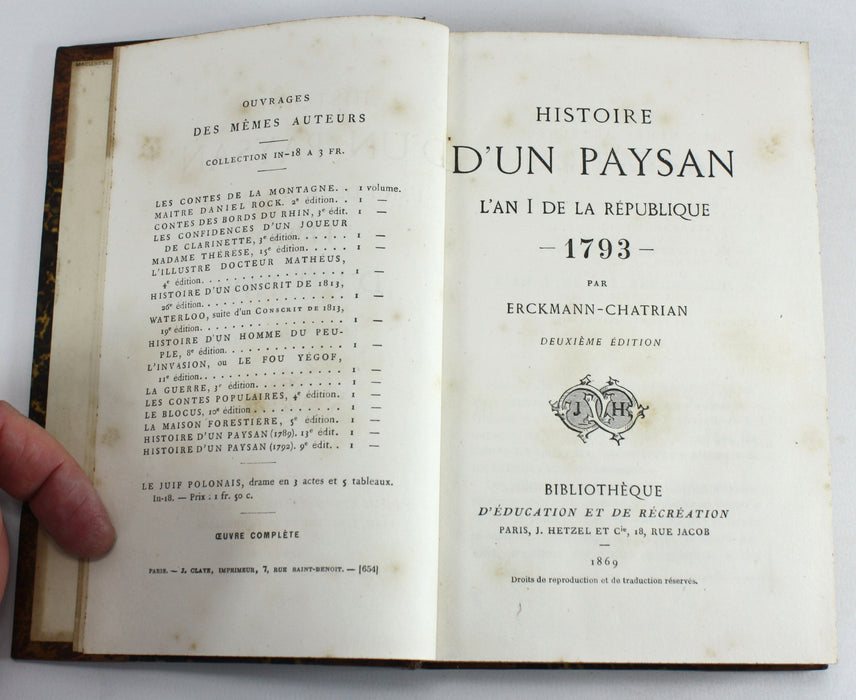 OUVRAGES
DES MÊMES AUTEURS
COLLECTION IN-18 A 3 FR.
LES CONTES DE LA MONTAGNE. . 1 volume.
MAITRE DANIEL ROCK. 2e édition. . 1 —
CONTES DES BORDS DU RHIN, 3e édit. 1 —
LES CONFIDENCES D'UN JOUEUR
DE CLARINETTE, 3e édition. . . . . . 1 —
MADAME THÉRÈSE, 15e édition. . . . . . 1 —
L'ILLUSTRE DOCTEUR MATHÉUS,
4e édition. . . . . . . . . . . . . . . . 1 —
HISTOIRE D'UN CONSCRIT DE 1813,
26e édition. . . . . . . . . . . . . . . . 1 —
WATERLOO, suite d'un CONSCRIT DE 1813,
19e édition. . . . . . . . . . . . . . . . 1 —
HISTOIRE D'UN HOMME DU PEU-
PLE, 8e édition. . . . . . . . . . . . . 1 —
L'INVASION, ou LE FOU YÉGOF,
11e édition. . . . . . . . . . . . . . . . 1 —
LA GUERRE, 3e édition. . . . . . . . . . 1 —
LES CONTES POPULAIRES, 4e édition. 1 —
LE BLOCUS, 10e édition . . . . . . . . . 1 —
LA MAISON FORESTIÈRE, 5e édition. 1 —
HISTOIRE D'UN PAYSAN (1789). 13e édit. 1 —
HISTOIRE D'UN PAYSAN (1792). 9e édit. . 1 —
LE JUIF POLONAIS, drame en 3 actes et 5 tableaux.
In-18. — Prix : 1 fr. 50 c.
ŒUVRE COMPLÈTE
PARIS. — J. CLAYE, IMPRIMEUR, 7, RUE SAINT-BENOIT. — [654]
HISTOIRE
D'UN PAYSAN
L'AN I DE LA RÉPUBLIQUE
— 1793 —
PAR
ERCKMANN-CHATRIAN
DEUXIÈME ÉDITION
J H
BIBLIOTHÈQUE
D'ÉDUCATION ET DE RÉCRÉATION
PARIS, J. HETZEL ET Cie, 18, RUE JACOB
1869
Droits de reproduction et de traduction réservés.